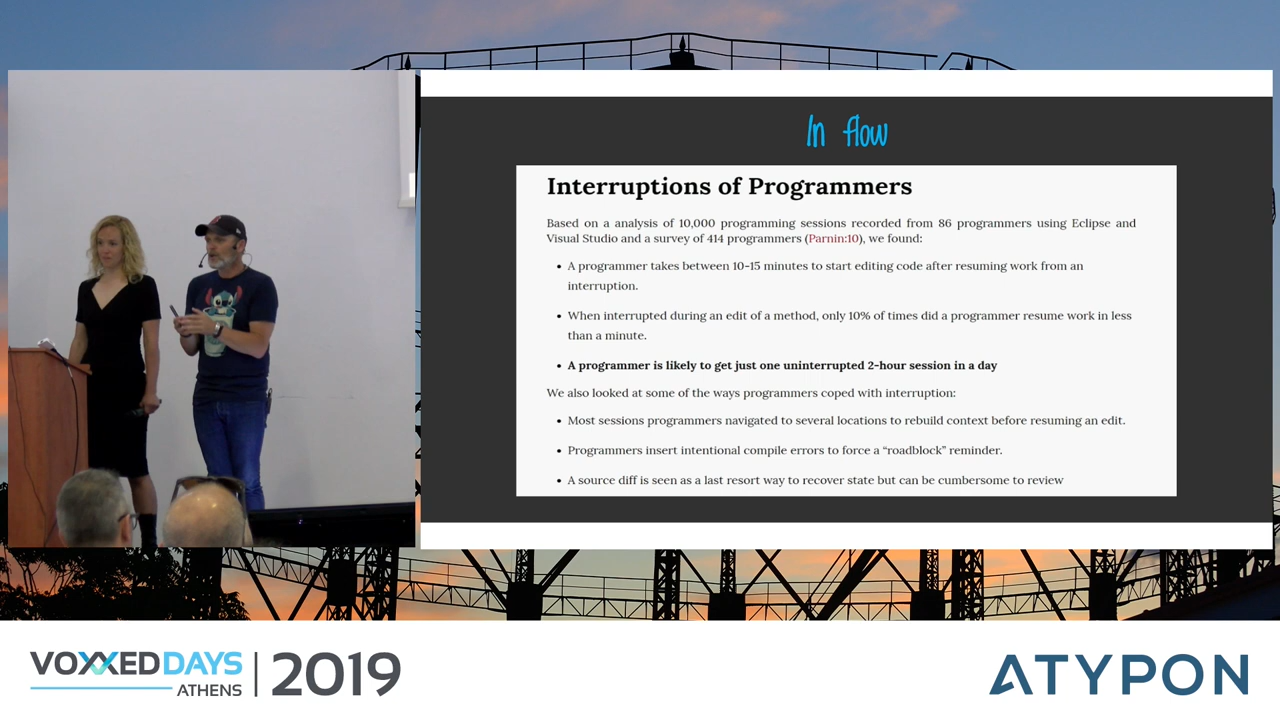 In flow
Interruptions of Programmers
Based on a analysis of 10,000 programming sessions recorded from 86 programmers using Eclipse and
Visual Studio and a survey of 414 programmers (Parnin:10), we found:
• A programmer takes between 10-15 minutes to start editing code after resuming work from an
interruption.
• When interrupted during an edit of a method, only 10% of times did a programmer resume work in less
than a minute.
• A programmer is likely to get just one uninterrupted 2-hour session in a day
We also looked at some of the ways programmers coped with interruption:
• Most sessions programmers navigated to several locations to rebuild context before resuming an edit.
• Programmers insert intentional compile errors to force a “roadblock” reminder.
• A source diff is seen as a last resort way to recover state but can be cumbersome to review
VOXXED DAYS
ATHENS
2019
ATYPON